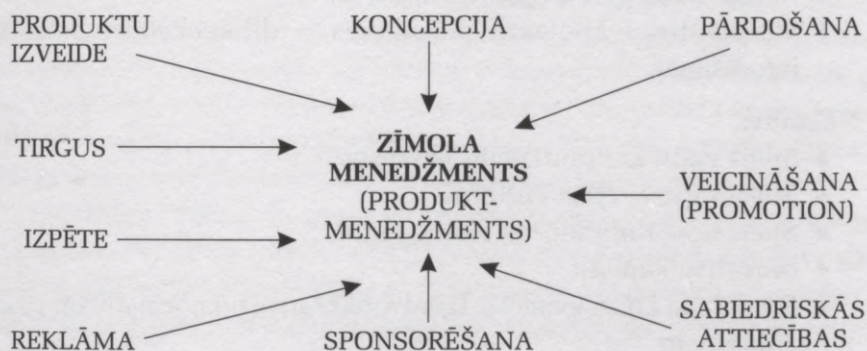 PRODUKTU
IZVEIDE
KONCEPCIJA
PĀRDOŠANA
TIRGUS
ZĪMOLA
MENEDŽMENTS
(PRODUKT-
MENEDŽMENTS)
VEICINĀŠANA
(PROMOTION)
IZPĒTE
REKLĀMA
SPONSORĒŠANA
SABIEDRISKĀS
ATTIECĪBAS